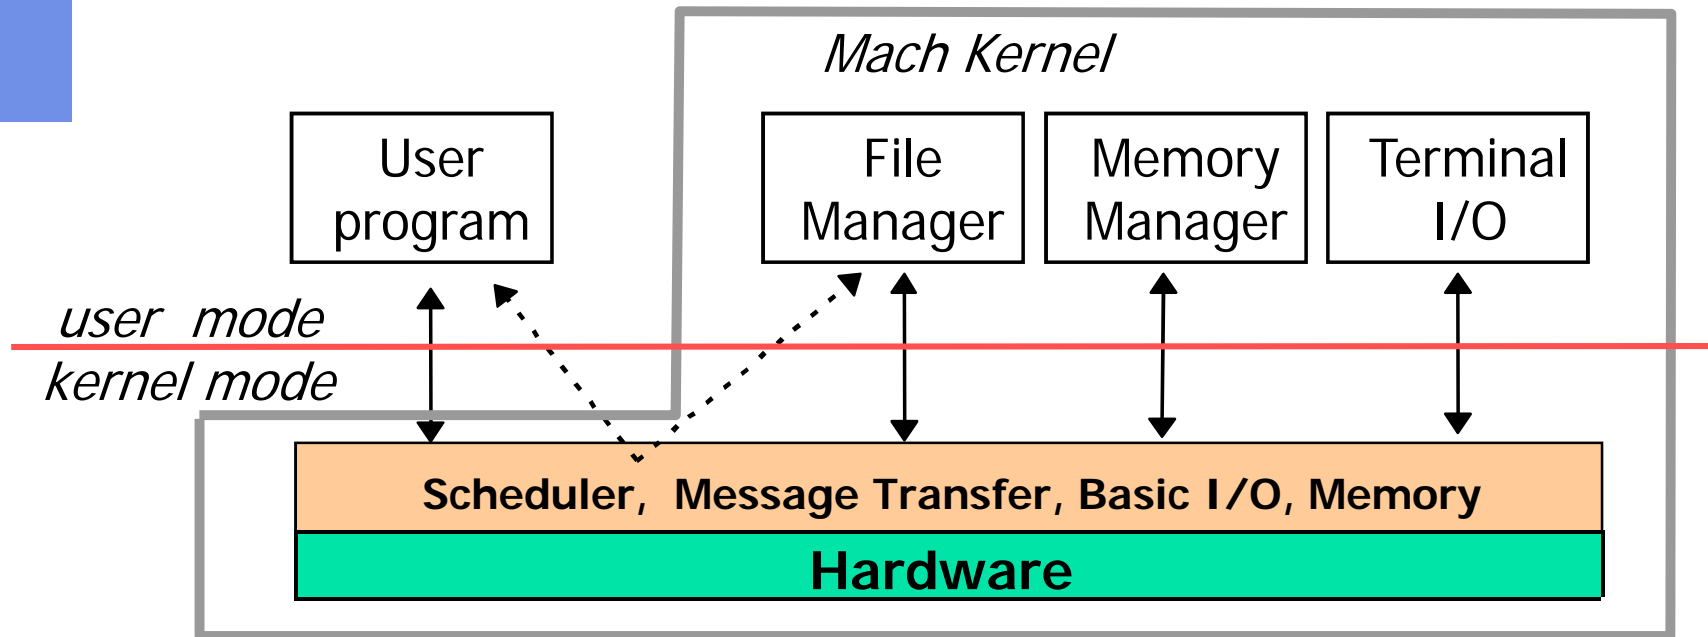 Mach Kernel
User
program
File
Manager
Memory
Manager
Terminal
I/O
user mode
kernel mode
Scheduler, Message Transfer, Basic I/O, Memory
Hardware